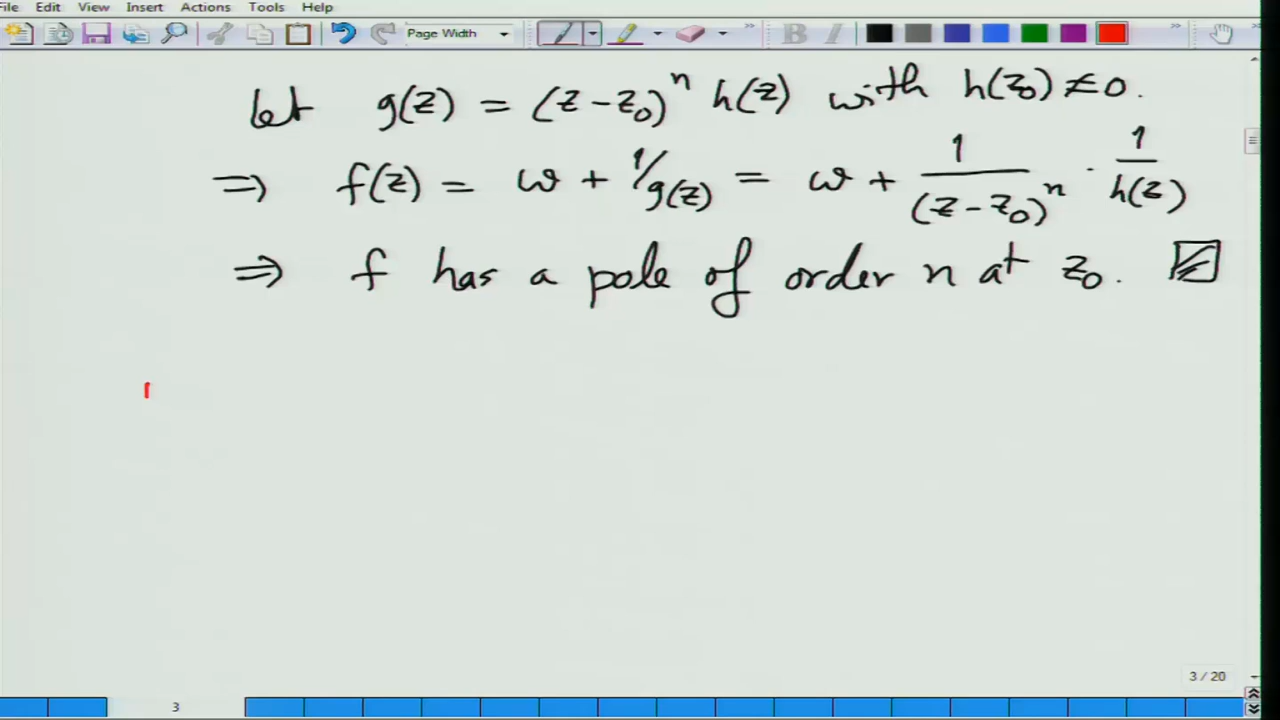 File Edit View Insert Actions Tools Help
Page Width B I
let g(z) = (z-z₀)ⁿ h(z) with h(z₀) ≠ 0.
⇒ f(z) = w + 1/g(z) = w + 1/(z-z₀)ⁿ · 1/h(z)
⇒ f has a pole of order n at z₀.
3 / 20
3